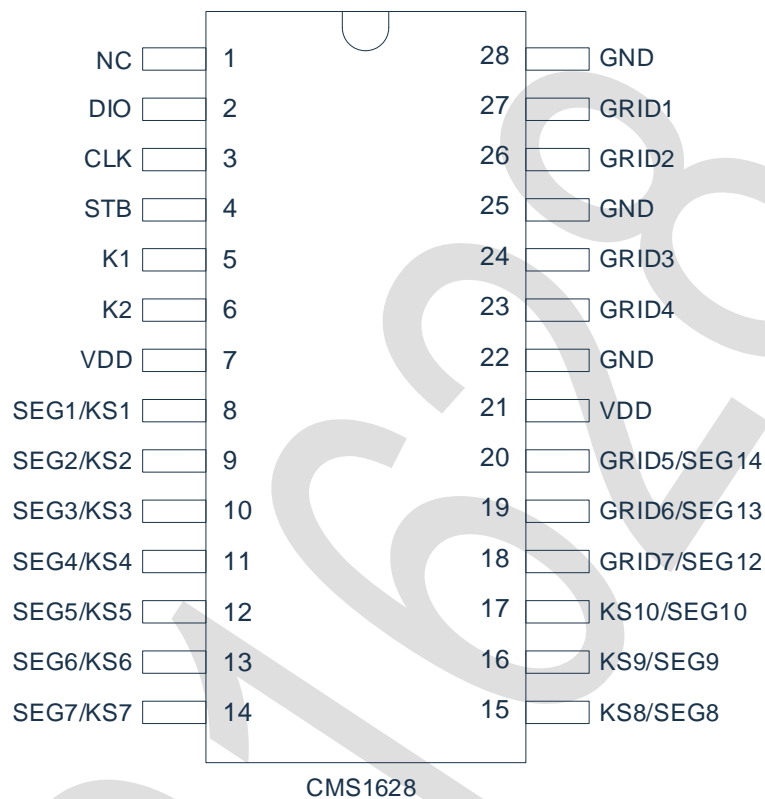 NC 1 28 GND
DIO 2 27 GRID1
CLK 3 26 GRID2
STB 4 25 GND
K1 5 24 GRID3
K2 6 23 GRID4
VDD 7 22 GND
SEG1/KS1 8 21 VDD
SEG2/KS2 9 20 GRID5/SEG14
SEG3/KS3 10 19 GRID6/SEG13
SEG4/KS4 11 18 GRID7/SEG12
SEG5/KS5 12 17 KS10/SEG10
SEG6/KS6 13 16 KS9/SEG9
SEG7/KS7 14 15 KS8/SEG8
CMS1628